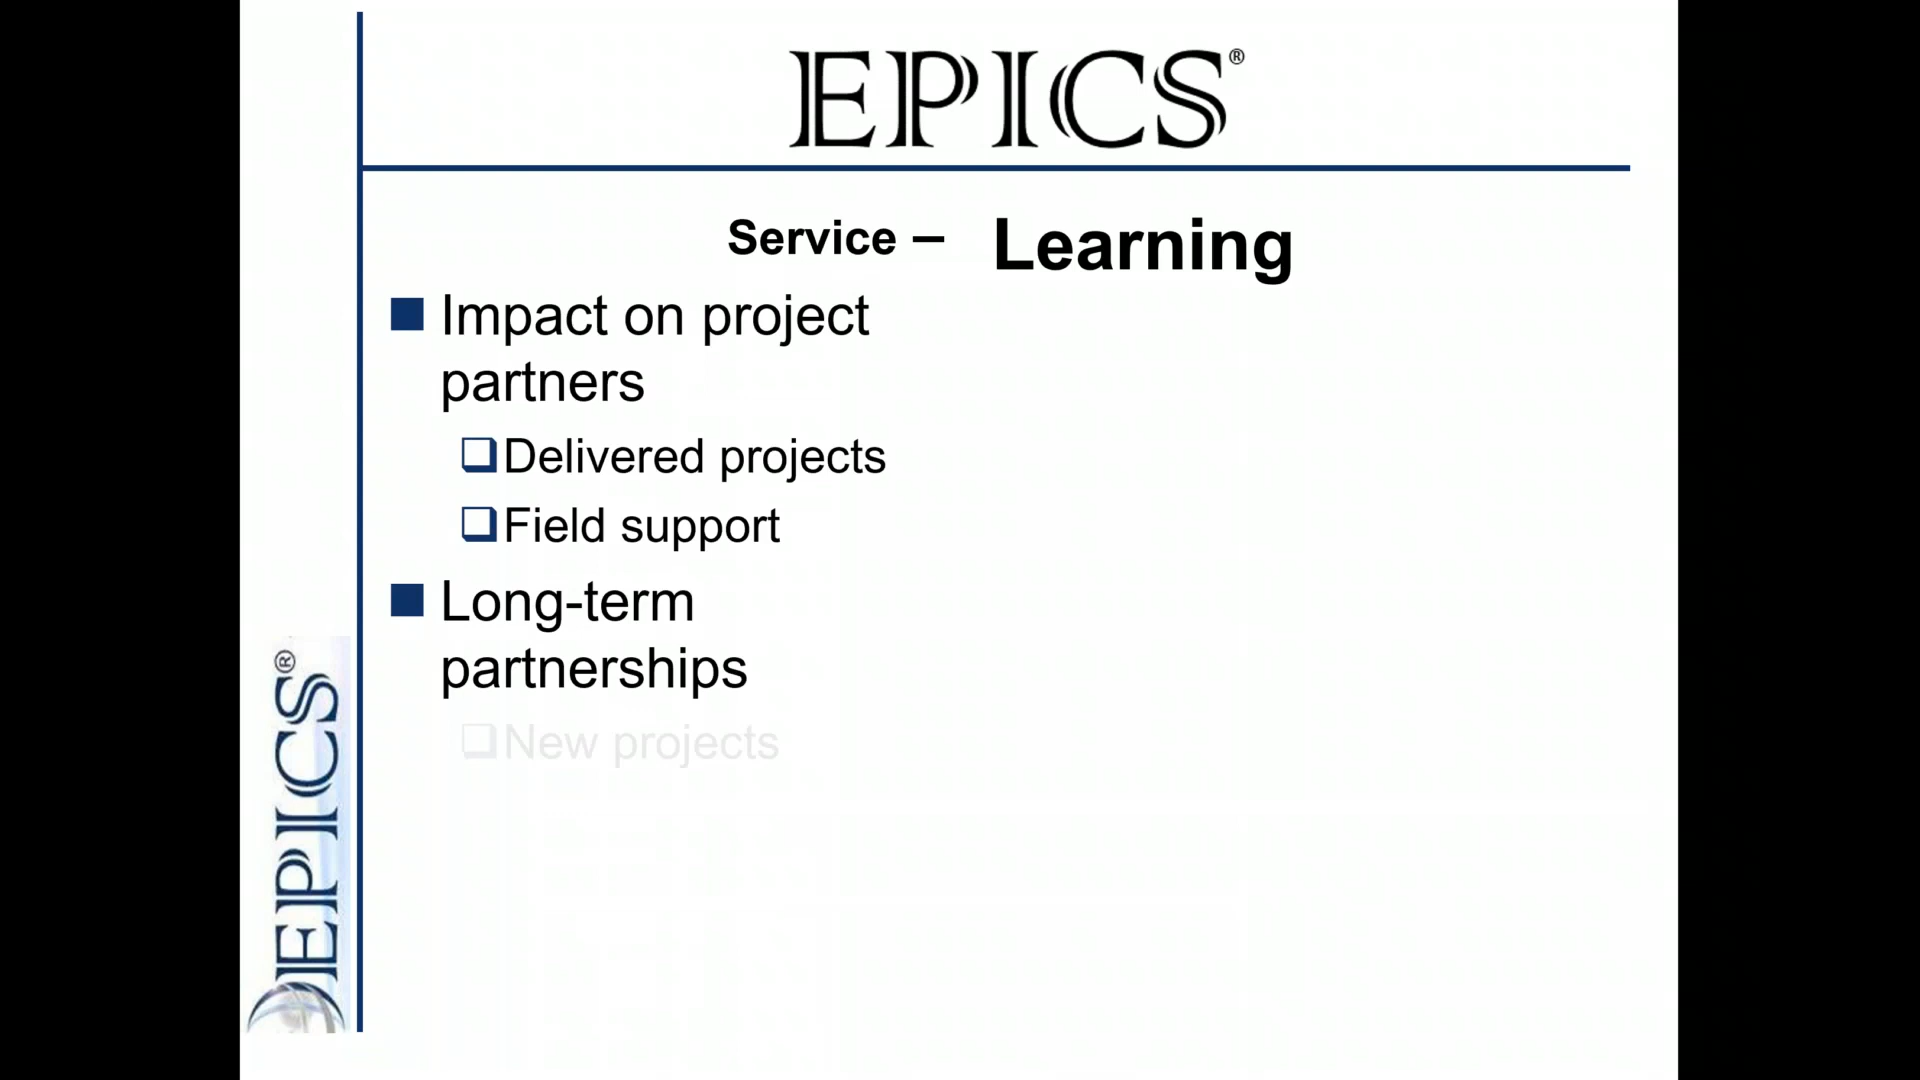 EPICS®
Service – Learning
Impact on project
partners
Delivered projects
Field support
Long-term
partnerships
New projects
EPICS®